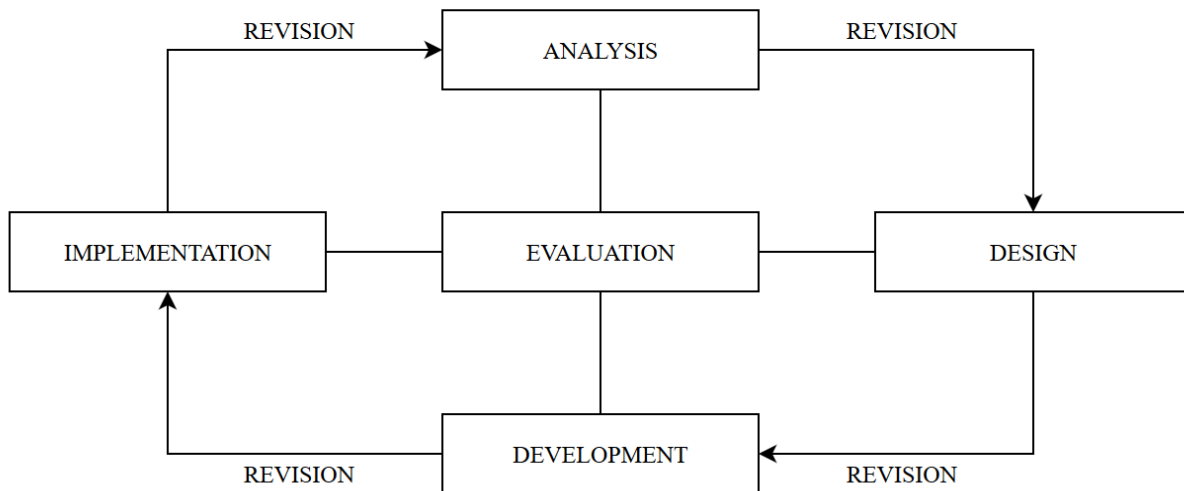 REVISION
ANALYSIS
REVISION
IMPLEMENTATION
EVALUATION
DESIGN
REVISION
DEVELOPMENT
REVISION